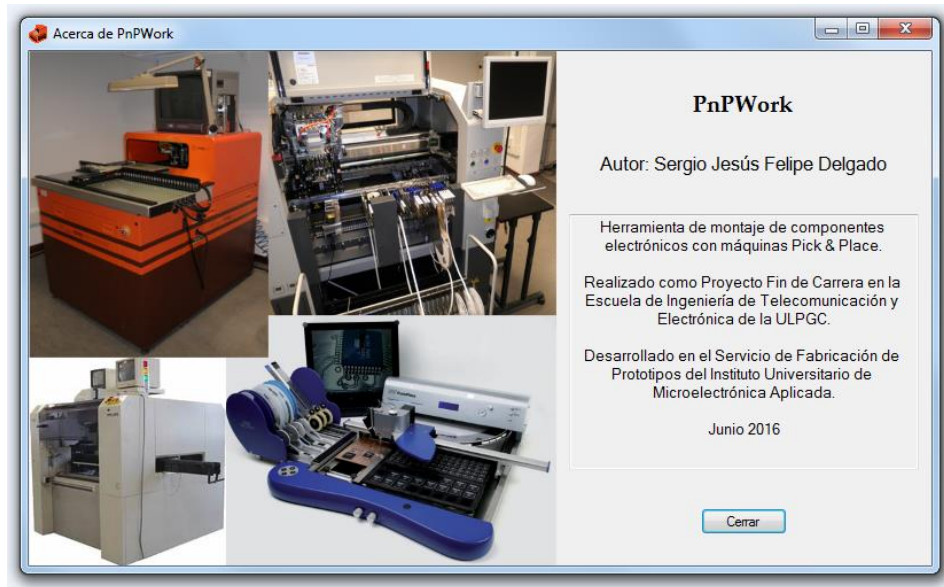 Acerca de PnPWork
PnPWork
Autor: Sergio Jesús Felipe Delgado
Herramienta de montaje de componentes
electrónicos con máquinas Pick & Place.
Realizado como Proyecto Fin de Carrera en la
Escuela de Ingeniería de Telecomunicación y
Electrónica de la ULPGC.
Desarrollado en el Servicio de Fabricación de
Prototipos del Instituto Universitario de
Microelectrónica Aplicada.
Junio 2016
Cerrar